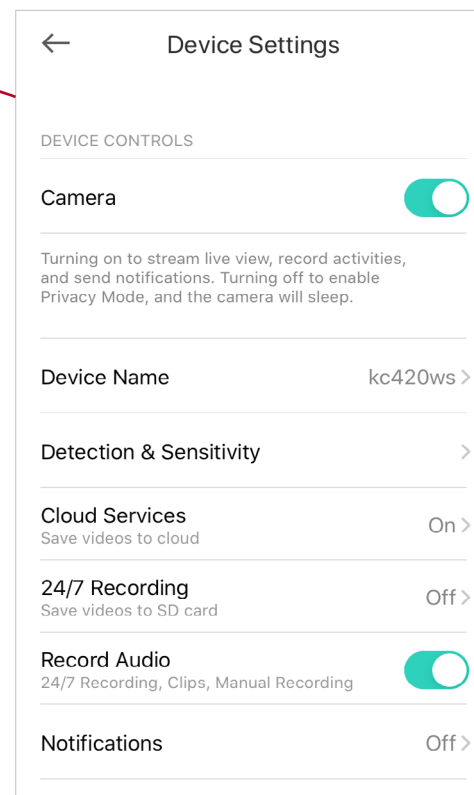 Device Settings
DEVICE CONTROLS
Camera
Turning on to stream live view, record activities,
and send notifications. Turning off to enable
Privacy Mode, and the camera will sleep.
Device Name kc420ws
Detection & Sensitivity
Cloud Services On
Save videos to cloud
24/7 Recording Off
Save videos to SD card
Record Audio
24/7 Recording, Clips, Manual Recording
Notifications Off